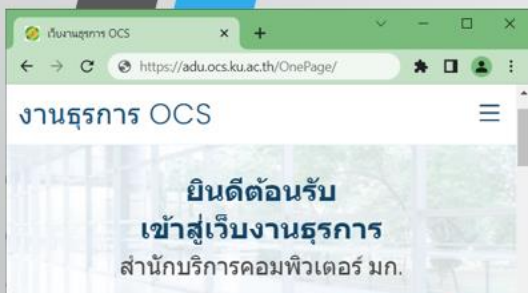 เว็บงานธุรการ OCS
https://adu.ocs.ku.ac.th/OnePage/
งานธุรการ OCS
ยินดีต้อนรับ
เข้าสู่เว็บงานธุรการ
สำนักบริการคอมพิวเตอร์ มก.